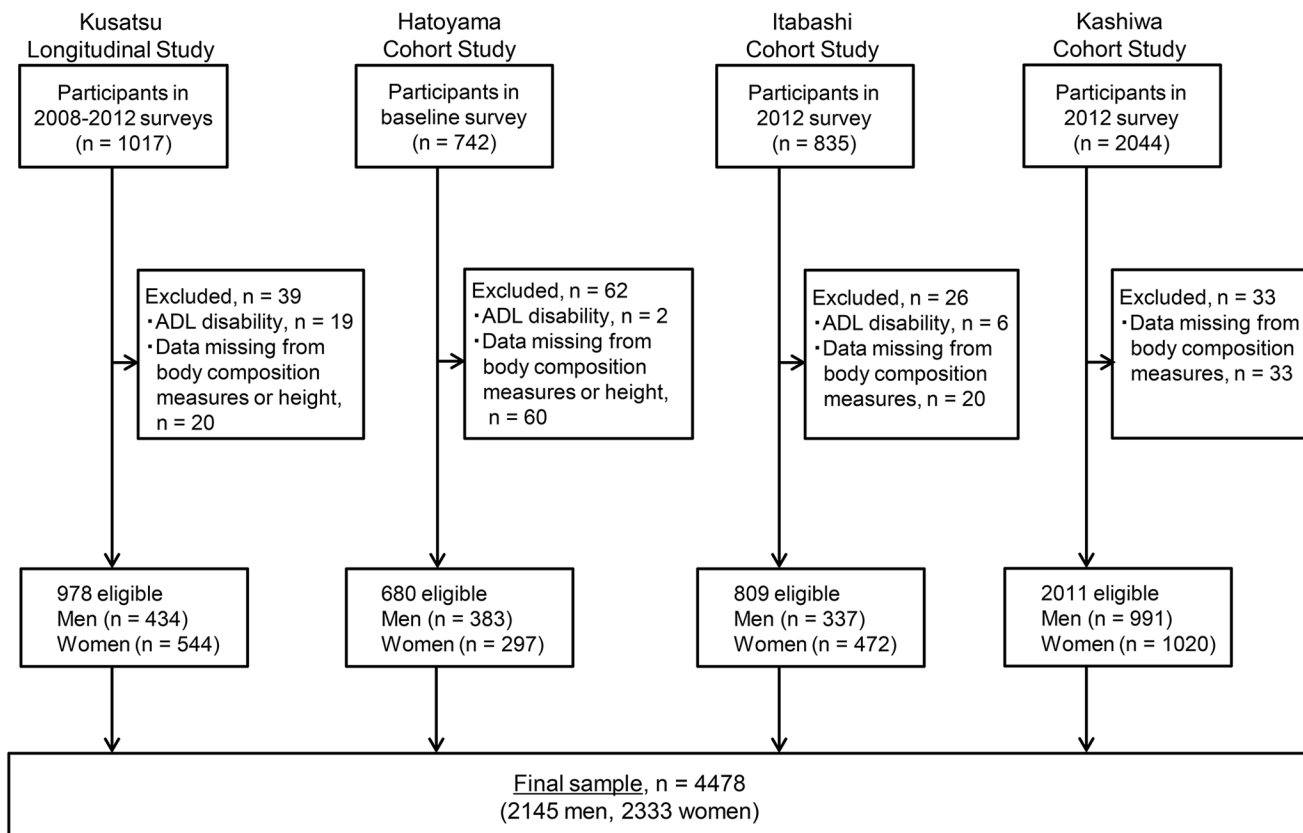 Kusatsu
Longitudinal Study
Participants in
2008-2012 surveys
(n = 1017)
Excluded, n = 39
・ADL disability, n = 19
・Data missing from
body composition
measures or height,
n = 20
978 eligible
Men (n = 434)
Women (n = 544)
Hatoyama
Cohort Study
Participants in
baseline survey
(n = 742)
Excluded, n = 62
・ADL disability, n = 2
・Data missing from
body composition
measures or height,
n = 60
680 eligible
Men (n = 383)
Women (n = 297)
Itabashi
Cohort Study
Participants in
2012 survey
(n = 835)
Excluded, n = 26
・ADL disability, n = 6
・Data missing from
body composition
measures, n = 20
809 eligible
Men (n = 337)
Women (n = 472)
Kashiwa
Cohort Study
Participants in
2012 survey
(n = 2044)
Excluded, n = 33
・Data missing from
body composition
measures, n = 33
2011 eligible
Men (n = 991)
Women (n = 1020)
Final sample, n = 4478
(2145 men, 2333 women)